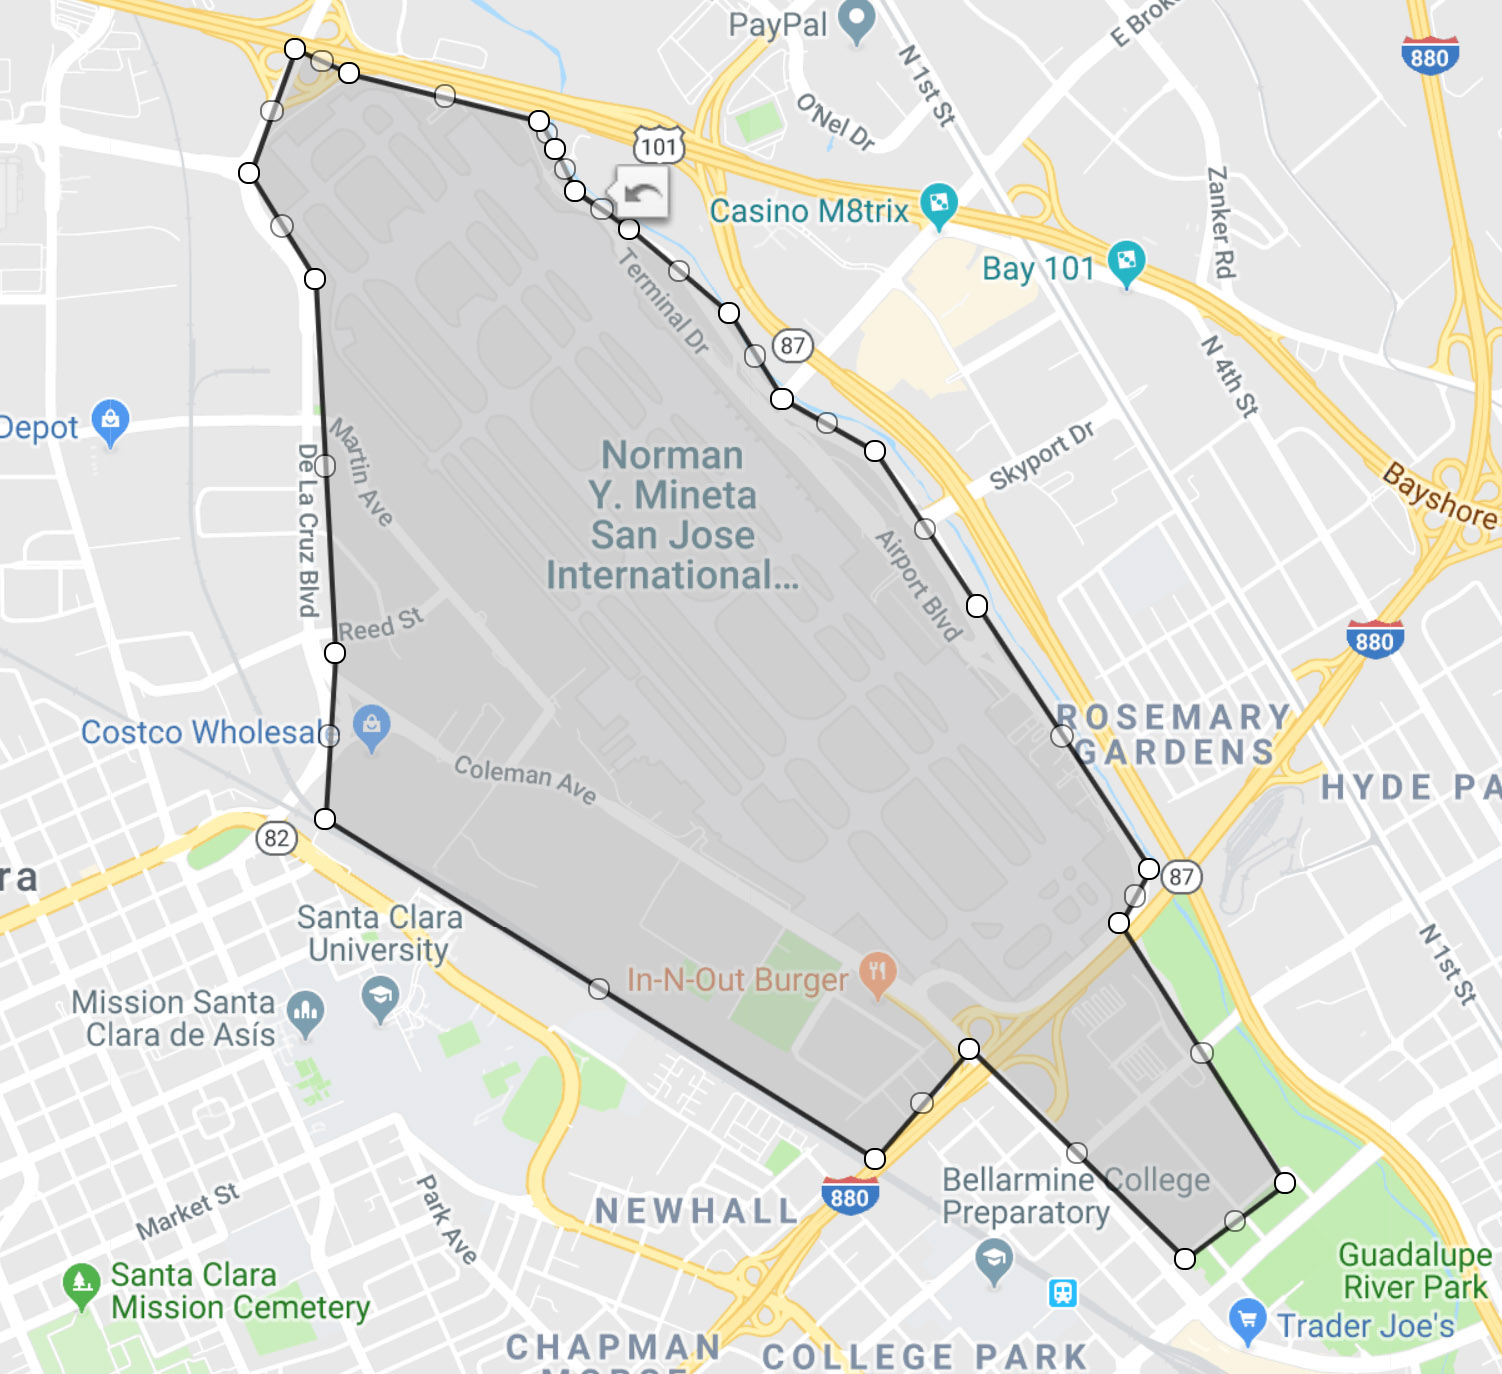 PayPal
E Brok
880
N 1st St
O'Nel Dr
101
Zanker Rd
Casino M8trix
Bay 101
Terminal Dr
87
N 4th St
Depot
Martin Ave
De La Cruz Blvd
Norman
Y. Mineta
San Jose
International...
Skyport Dr
Bayshore
Airport Blvd
Reed St
880
Costco Wholesale
ROSEMARY
GARDENS
Coleman Ave
HYDE PA
82
ra
87
Santa Clara
University
N 1st St
In-N-Out Burger
Mission Santa
Clara de Asís
Bellarmine College
Preparatory
880
NEWHALL
Market St
Park Ave
Santa Clara
Mission Cemetery
Guadalupe
River Park
Trader Joe's
CHAPMAN
COLLEGE PARK